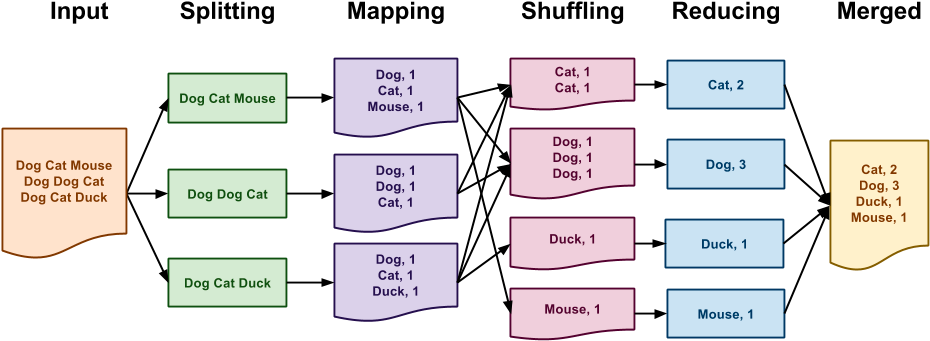 Input
Splitting
Mapping
Shuffling
Reducing
Merged
Dog Cat Mouse
Dog Dog Cat
Dog Cat Duck
Dog Cat Mouse
Dog Dog Cat
Dog Cat Duck
Dog, 1
Cat, 1
Mouse, 1
Dog, 1
Dog, 1
Cat, 1
Dog, 1
Cat, 1
Duck, 1
Cat, 1
Cat, 1
Dog, 1
Dog, 1
Dog, 1
Duck, 1
Mouse, 1
Cat, 2
Dog, 3
Duck, 1
Mouse, 1
Cat, 2
Dog, 3
Duck, 1
Mouse, 1